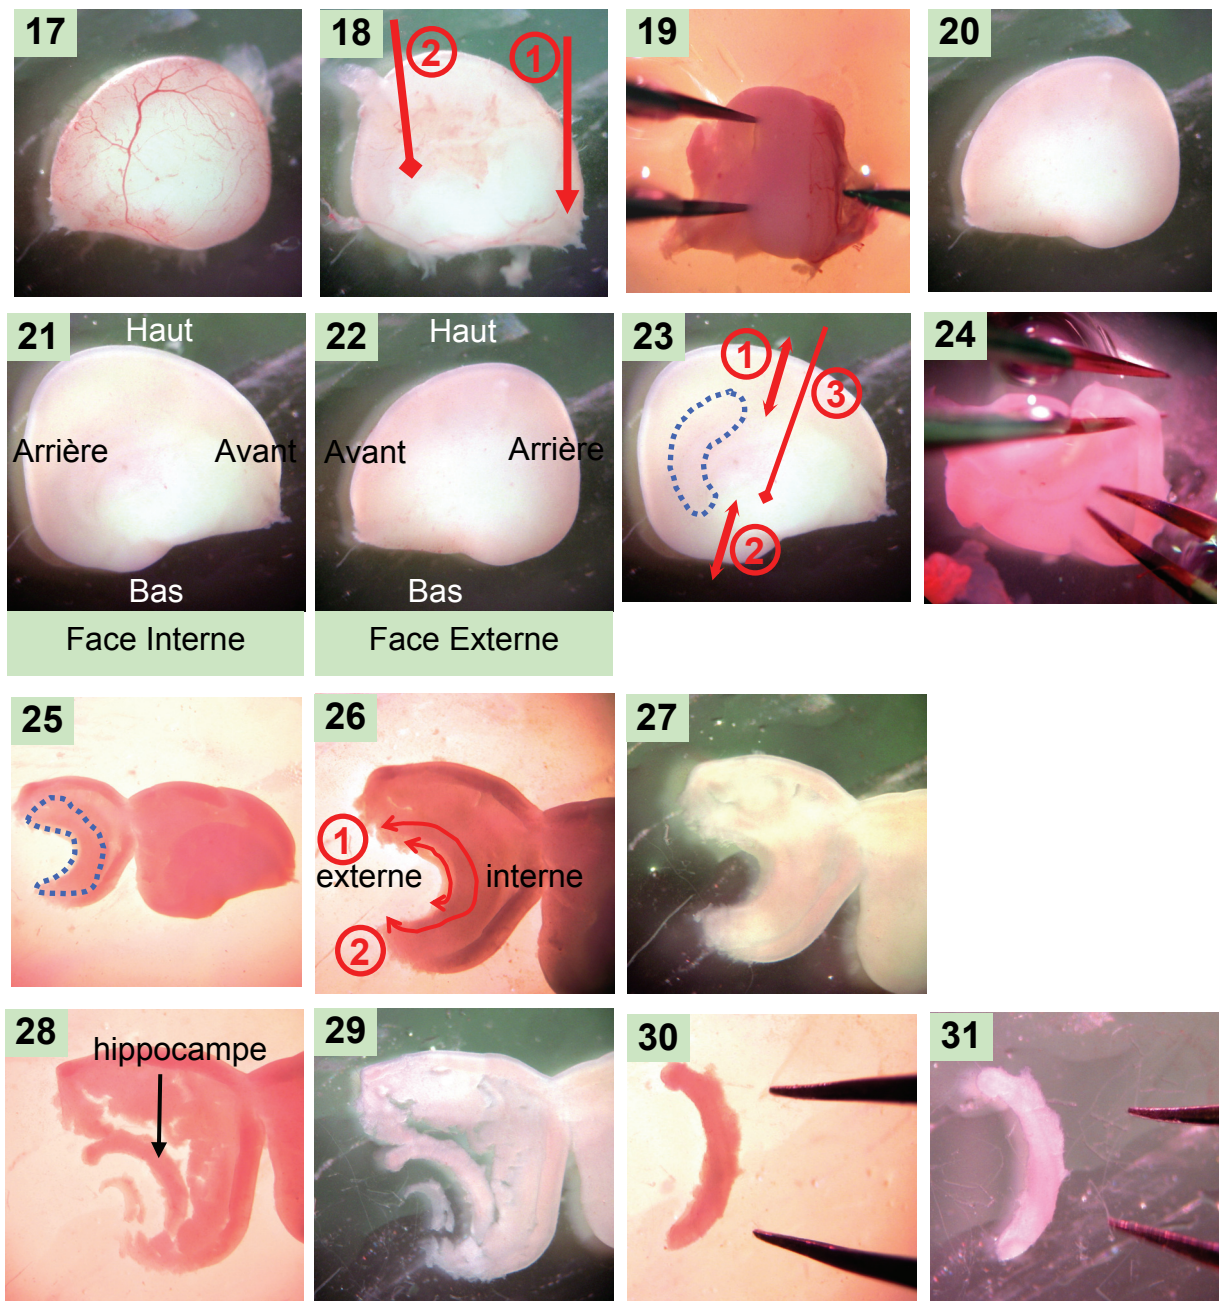 17
18
2
1
19
20
21
Haut
Arrière
Avant
Bas
Face Interne
22
Haut
Avant
Arrière
Bas
Face Externe
23
1
3
2
24
25
26
1
externe
interne
2
27
28
hippocampe
29
30
31